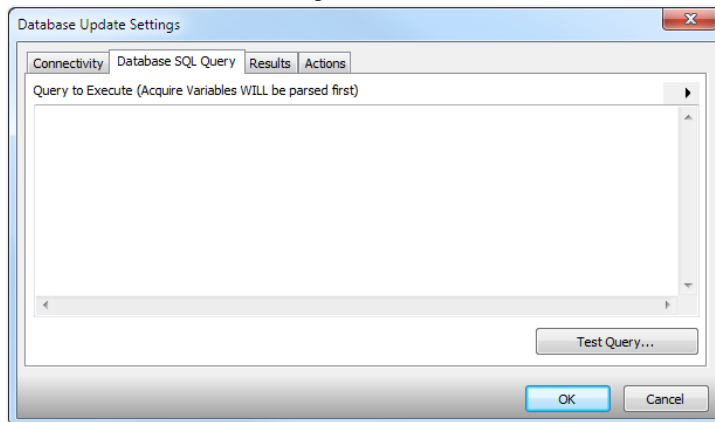 Database Update Settings
Connectivity Database SQL Query Results Actions
Query to Execute (Acquire Variables WILL be parsed first)
Test Query...
OK Cancel